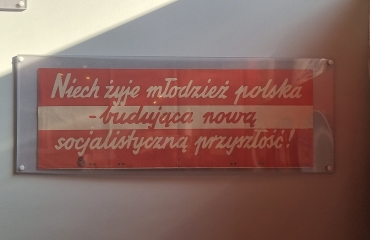 Niech żyje młodzież polska
- budująca nową
socjalistyczną przyszłość!